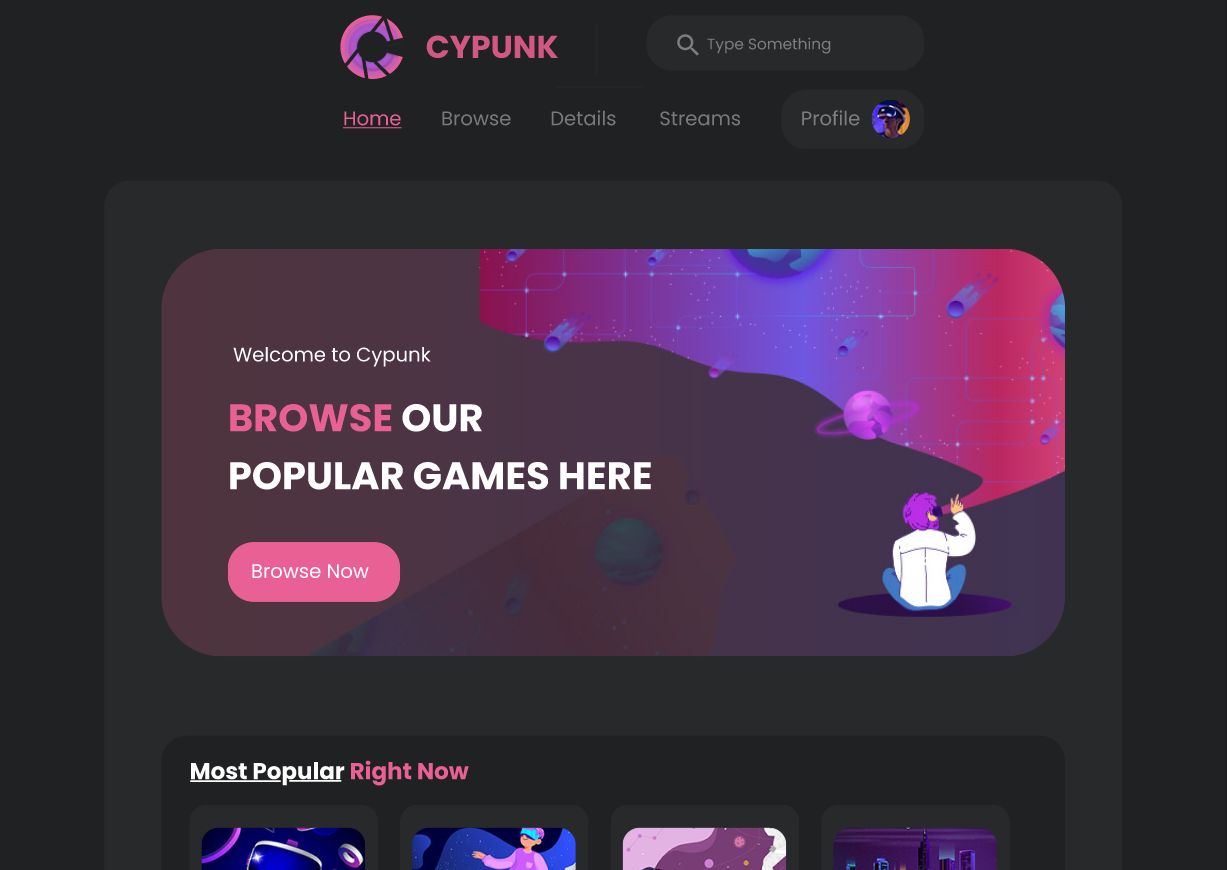 CYPUNK
Type Something
Home
Browse
Details
Streams
Profile
Welcome to Cypunk
BROWSE OUR
POPULAR GAMES HERE
Browse Now
Most Popular Right Now